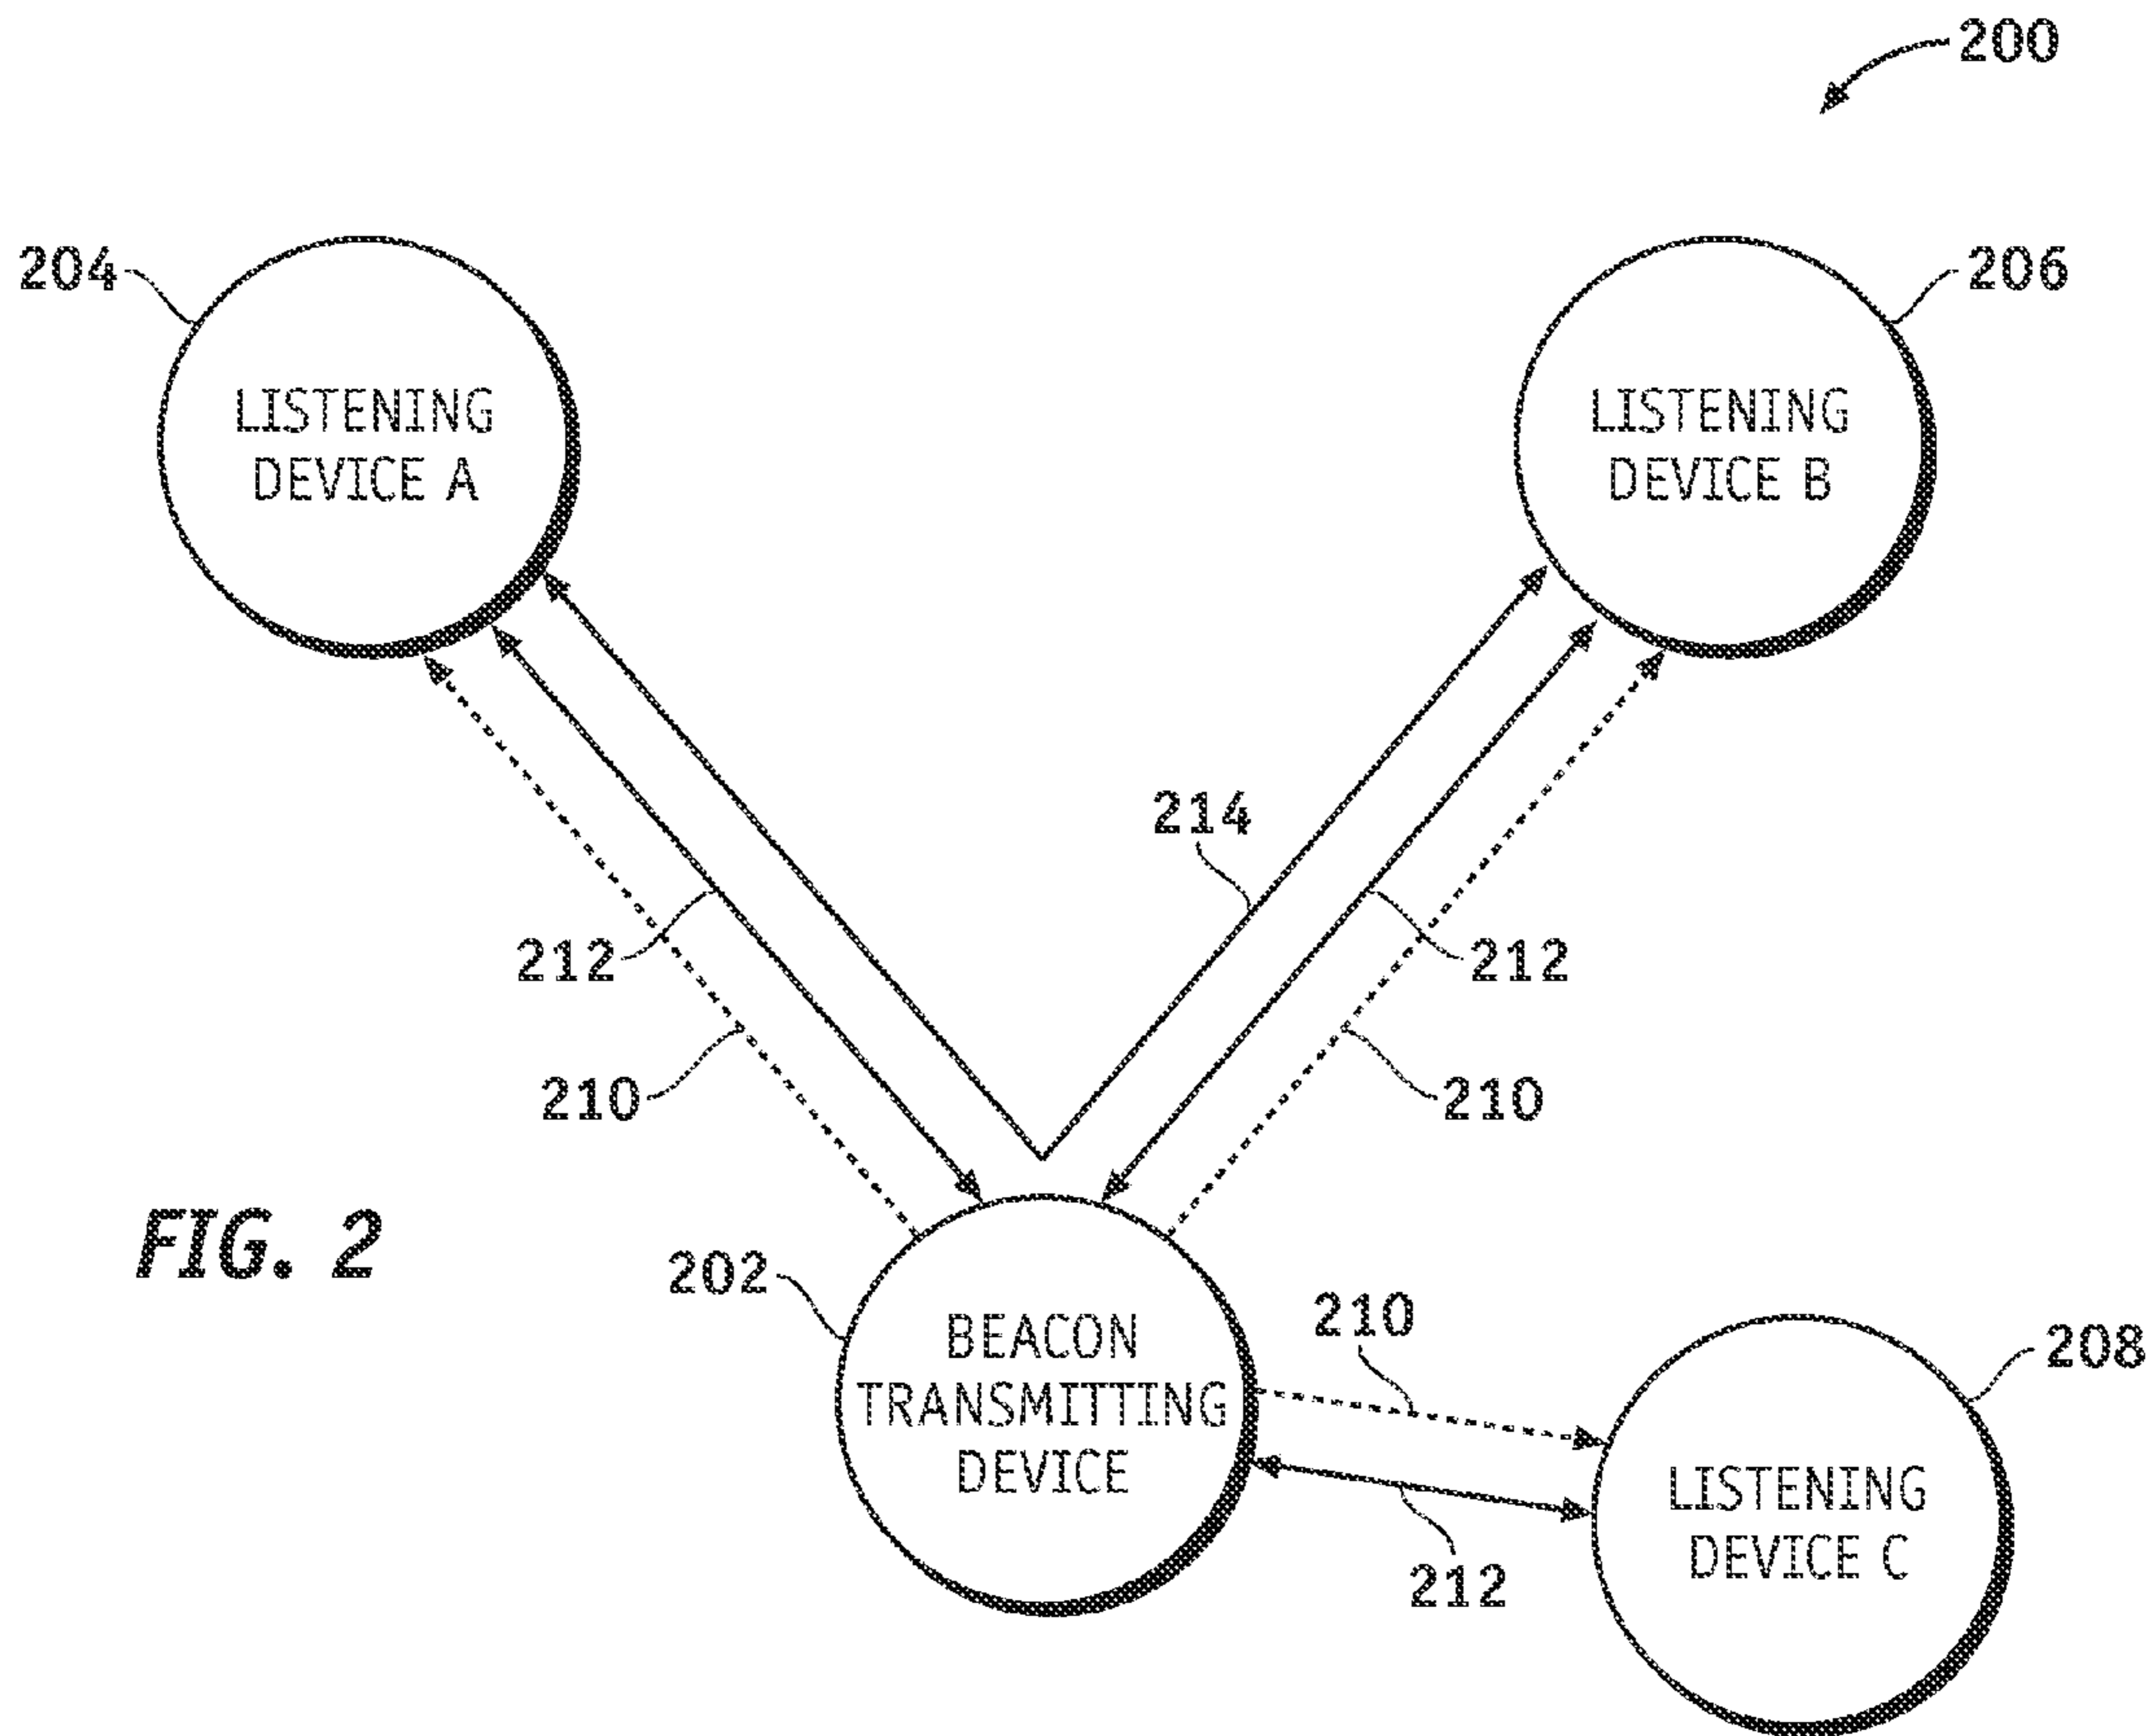 200
204
206
LISTENING
DEVICE A
LISTENING
DEVICE B
214
212
212
210
210
FIG. 2
202
BEACON
TRANSMITTING
DEVICE
210
208
LISTENING
DEVICE C
212